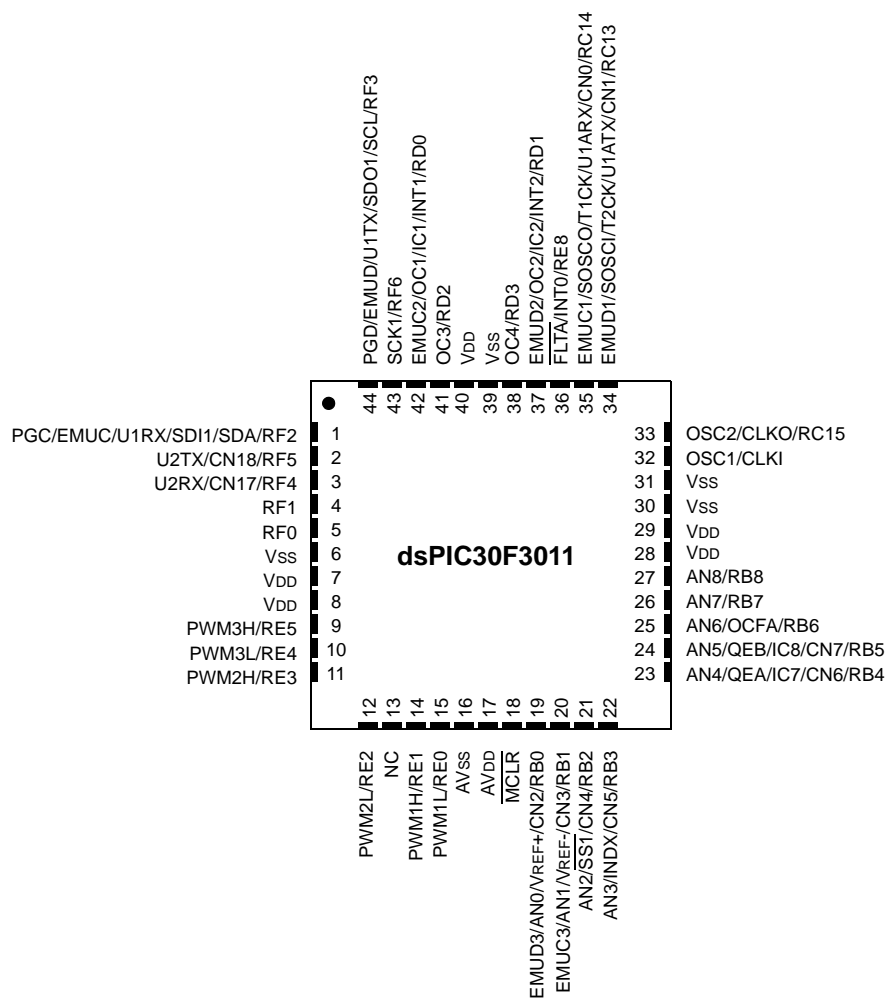 PGD/EMUD/U1TX/SDO1/SCL/RF3
SCK1/RF6
EMUC2/OC1/IC1/INT1/RD0
OC3/RD2
VDD
VSS
OC4/RD3
EMUD2/OC2/IC2/INT2/RD1
FLTA/INT0/RE8
EMUC1/SOSCO/T1CK/U1ARX/CN0/RC14
EMUD1/SOSCI/T2CK/U1ATX/CN1/RC13
44 43 42 41 40 39 38 37 36 35 34
PGC/EMUC/U1RX/SDI1/SDA/RF2 1
U2TX/CN18/RF5 2
U2RX/CN17/RF4 3
RF1 4
RF0 5
VSS 6
VDD 7
VDD 8
PWM3H/RE5 9
PWM3L/RE4 10
PWM2H/RE3 11
dsPIC30F3011
33 OSC2/CLKO/RC15
32 OSC1/CLKI
31 VSS
30 VSS
29 VDD
28 VDD
27 AN8/RB8
26 AN7/RB7
25 AN6/OCFA/RB6
24 AN5/QEB/IC8/CN7/RB5
23 AN4/QEA/IC7/CN6/RB4
12 13 14 15 16 17 18 19 20 21 22
PWM2L/RE2
NC
PWM1H/RE1
PWM1L/RE0
AVSS
AVDD
MCLR
EMUD3/AN0/VREF+/CN2/RB0
EMUC3/AN1/VREF-/CN3/RB1
AN2/SS1/CN4/RB2
AN3/INDX/CN5/RB3